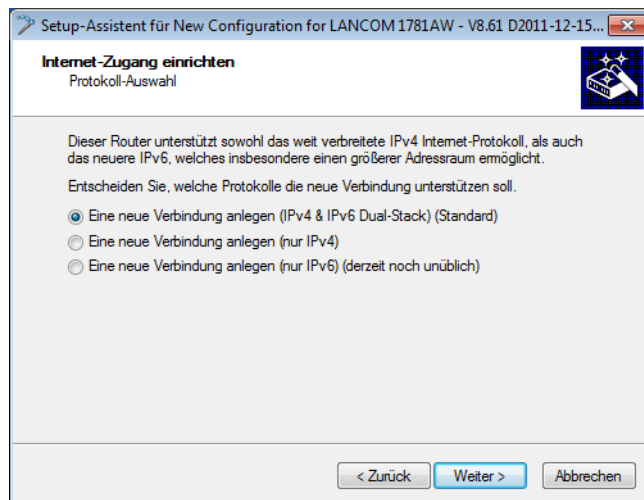 Setup-Assistent für New Configuration for LANCOM 1781AW - V8.61 D2011-12-15...
Internet-Zugang einrichten
Protokoll-Auswahl
Dieser Router unterstützt sowohl das weit verbreitete IPv4 Internet-Protokoll, als auch
das neuere IPv6, welches insbesondere einen größerer Adressraum ermöglicht.
Entscheiden Sie, welche Protokolle die neue Verbindung unterstützen soll.
Eine neue Verbindung anlegen (IPv4 & IPv6 Dual-Stack) (Standard)
Eine neue Verbindung anlegen (nur IPv4)
Eine neue Verbindung anlegen (nur IPv6) (derzeit noch unüblich)
< Zurück Weiter > Abbrechen